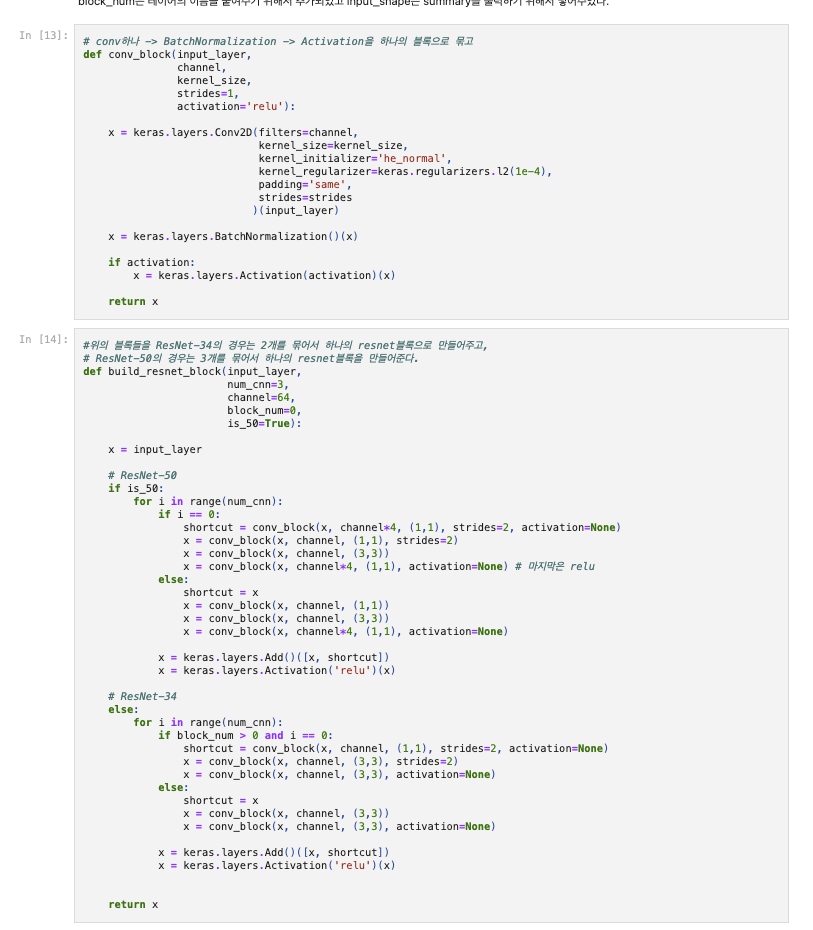 block_num은 레이어의 이름을 붙여주기 위해서 추가되었고 input_shape은 summary를 출력하기 위해서 넣어주었다.
In [13]:
# conv하나 -> BatchNormalization -> Activation을 하나의 블록으로 묶고
def conv_block(input_layer,
               channel,
               kernel_size,
               strides=1,
               activation='relu'):
    x = keras.layers.Conv2D(filters=channel,
                            kernel_size=kernel_size,
                            kernel_initializer='he_normal',
                            kernel_regularizer=keras.regularizers.l2(1e-4),
                            padding='same',
                            strides=strides
                           )(input_layer)
    x = keras.layers.BatchNormalization()(x)
    if activation:
        x = keras.layers.Activation(activation)(x)
    return x
In [14]:
#위의 블록들을 ResNet-34의 경우는 2개를 묶어서 하나의 resnet블록으로 만들어주고,
# ResNet-50의 경우는 3개를 묶어서 하나의 resnet블록을 만들어준다.
def build_resnet_block(input_layer,
                       num_cnn=3,
                       channel=64,
                       block_num=0,
                       is_50=True):
    x = input_layer
    # ResNet-50
    if is_50:
        for i in range(num_cnn):
            if i == 0:
                shortcut = conv_block(x, channel*4, (1,1), strides=2, activation=None)
                x = conv_block(x, channel, (1,1), strides=2)
                x = conv_block(x, channel, (3,3))
                x = conv_block(x, channel*4, (1,1), activation=None) # 마지막은 relu
            else:
                shortcut = x
                x = conv_block(x, channel, (1,1))
                x = conv_block(x, channel, (3,3))
                x = conv_block(x, channel*4, (1,1), activation=None)
            x = keras.layers.Add()([x, shortcut])
            x = keras.layers.Activation('relu')(x)
    # ResNet-34
    else:
        for i in range(num_cnn):
            if block_num > 0 and i == 0:
                shortcut = conv_block(x, channel, (1,1), strides=2, activation=None)
                x = conv_block(x, channel, (3,3), strides=2)
                x = conv_block(x, channel, (3,3), activation=None)
            else:
                shortcut = x
                x = conv_block(x, channel, (3,3))
                x = conv_block(x, channel, (3,3), activation=None)
            x = keras.layers.Add()([x, shortcut])
            x = keras.layers.Activation('relu')(x)
    return x